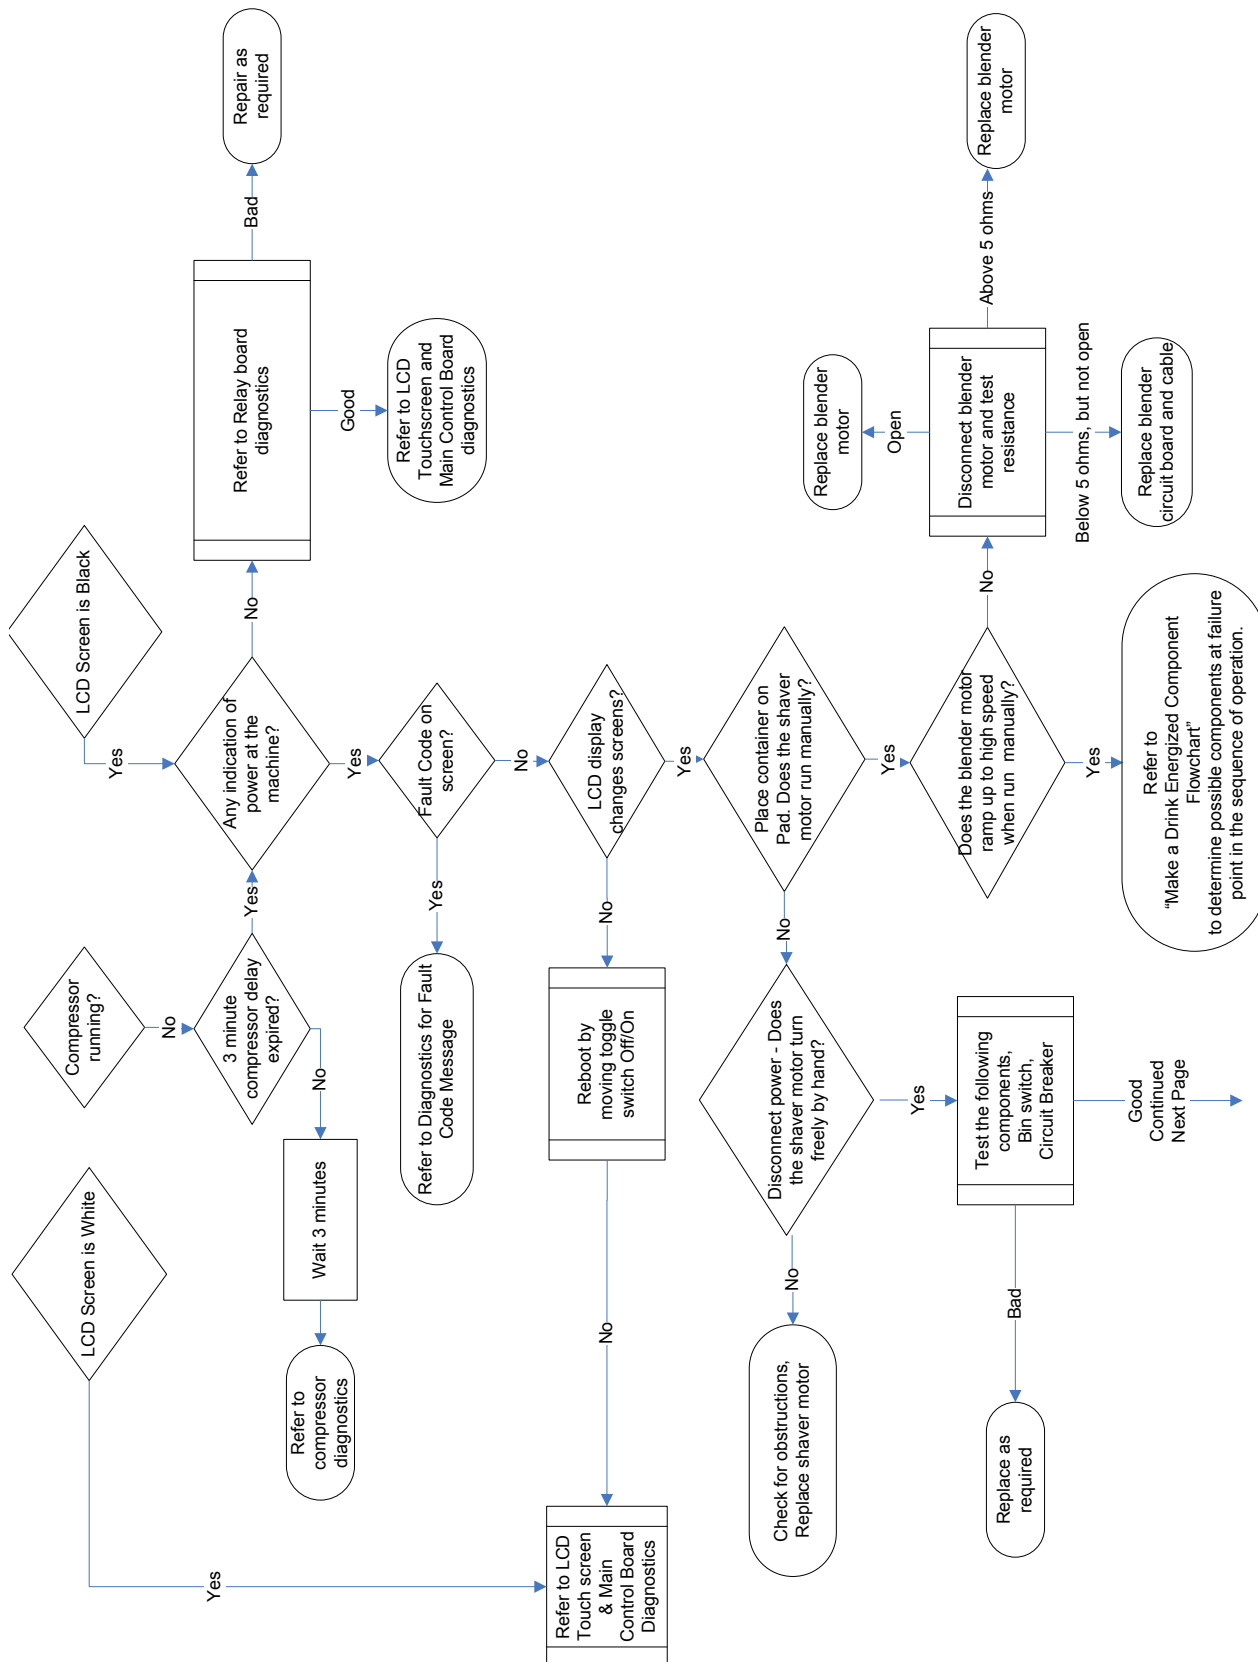 LCD Screen is White
Yes
Compressor
running?
No
3 minute
compressor delay
expired?
No
Wait 3 minutes
Refer to
compressor
diagnostics
Yes
LCD Screen is Black
Yes
Any indication of
power at the
machine?
No
Refer to Relay board
diagnostics
Bad
Repair as
required
Good
Refer to LCD
Touchscreen and
Main Control Board
diagnostics
Yes
Fault Code on
screen?
Yes
Refer to Diagnostics for Fault
Code Message
No
LCD display
changes screens?
No
Reboot by
moving toggle
switch Off/On
No
Refer to LCD
Touch screen
& Main
Control Board
Diagnostics
Yes
Place container on
Pad. Does the shaver
motor run manually?
No
Disconnect power - Does
the shaver motor turn
freely by hand?
No
Check for obstructions,
Replace shaver motor
Yes
Test the following
components,
Bin switch,
Circuit Breaker
Bad
Replace as
required
Good
Continued
Next Page
Yes
Does the blender motor
ramp up to high speed
when run manually?
No
Disconnect blender
motor and test
resistance
Open
Replace blender
motor
Above 5 ohms
Replace blender
motor
Below 5 ohms, but not open
Replace blender
circuit board and cable
Yes
Refer to
“Make a Drink Energized Component
Flowchart”
to determine possible components at failure
point in the sequence of operation.